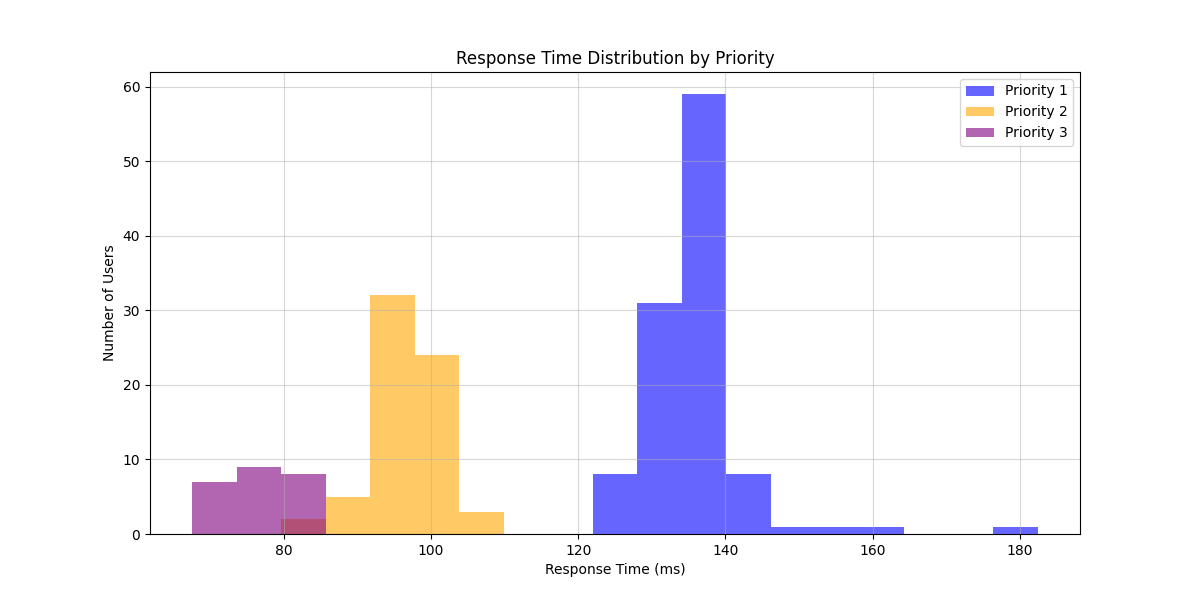 Response Time Distribution by Priority
Priority 1
Priority 2
Priority 3
Number of Users
60
50
40
30
20
10
0
80 100 120 140 160 180
Response Time (ms)